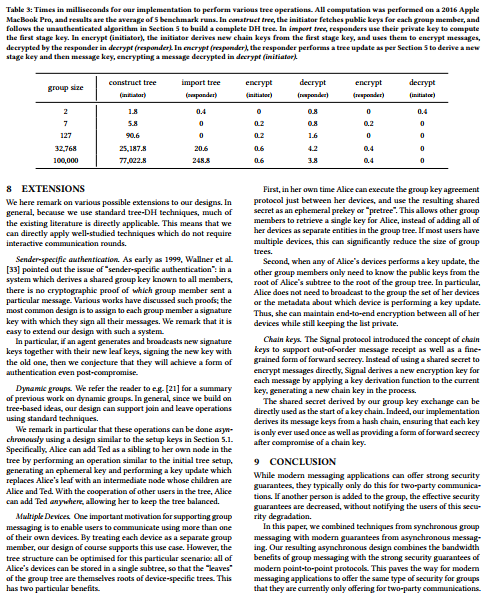 Table 3: Times in milliseconds for our implementation to perform various tree operations. All computation was performed on a 2016 Apple
MacBook Pro, and results are the average of 5 benchmark runs. In construct tree, the initiator fetches public keys for each group member, and
follows the unauthenticated algorithm in Section 5 to build a complete DH tree. In import tree, responders use their private key to compute
the first stage key. In encrypt (initiator), the initiator derives new chain keys from the first stage key, and uses them to encrypt messages,
decrypted by the responder in decrypt (responder). In encrypt (responder), the responder performs a tree update as per Section 5 to derive a new
stage key and then message key, encrypting a message decrypted in decrypt (initiator).
group size construct tree import tree encrypt decrypt encrypt decrypt
(initiator) (responder) (initiator) (responder) (responder) (initiator)
2 1.8 0.4 0 0.8 0 0.4
7 5.8 0 0.2 0.8 0.2 0
127 90.6 0 0.2 1.6 0 0
32,768 25,187.8 20.6 0.6 4.2 0.4 0
100,000 77,022.8 248.8 0.6 3.8 0.4 0
8 EXTENSIONS
We here remark on various possible extensions to our designs. In
general, because we use standard tree-DH techniques, much of
the existing literature is directly applicable. This means that we
can directly apply well-studied techniques which do not require
interactive communication rounds.
Sender-specific authentication. As early as 1999, Wallner et al.
[33] pointed out the issue of "sender-specific authentication": in a
system which derives a shared group key known to all members,
there is no cryptographic proof of which group member sent a
particular message. Various works have discussed such proofs; the
most common design is to assign to each group member a signature
key with which they sign all their messages. We remark that it is
easy to extend our design with such a system.
In particular, if an agent generates and broadcasts new signature
keys together with their new leaf keys, signing the new key with
the old one, then we conjecture that they will achieve a form of
authentication even post-compromise.
Dynamic groups. We refer the reader to e.g. [21] for a summary
of previous work on dynamic groups. In general, since we build on
tree-based ideas, our design can support join and leave operations
using standard techniques.
We remark in particular that these operations can be done asyn-
chronously using a design similar to the setup keys in Section 5.1.
Specifically, Alice can add Ted as a sibling to her own node in the
tree by performing an operation similar to the initial tree setup,
generating an ephemeral key and performing a key update which
replaces Alice's leaf with an intermediate node whose children are
Alice and Ted. With the cooperation of other users in the tree, Alice
can add Ted anywhere, allowing her to keep the tree balanced.
Multiple Devices. One important motivation for supporting group
messaging is to enable users to communicate using more than one
of their own devices. By treating each device as a separate group
member, our design of course supports this use case. However, the
tree structure can be optimised for this particular scenario: all of
Alice's devices can be stored in a single subtree, so that the "leaves"
of the group tree are themselves roots of device-specific trees. This
has two particular benefits.
First, in her own time Alice can execute the group key agreement
protocol just between her devices, and use the resulting shared
secret as an ephemeral prekey or "pretree". This allows other group
members to retrieve a single key for Alice, instead of adding all of
her devices as separate entities in the group tree. If most users have
multiple devices, this can significantly reduce the size of group
trees.
Second, when any of Alice's devices performs a key update, the
other group members only need to know the public keys from the
root of Alice's subtree to the root of the group tree. In particular,
Alice does not need to broadcast to the group the set of her devices
or the metadata about which device is performing a key update.
Thus, she can maintain end-to-end encryption between all of her
devices while still keeping the list private.
Chain keys. The Signal protocol introduced the concept of chain
keys to support out-of-order message receipt as well as a fine-
grained form of forward secrecy. Instead of using a shared secret to
encrypt messages directly, Signal derives a new encryption key for
each message by applying a key derivation function to the current
key, generating a new chain key in the process.
The shared secret derived by our group key exchange can be
directly used as the start of a key chain. Indeed, our implementation
derives its message keys from a hash chain, ensuring that each key
is only ever used once as well as providing a form of forward secrecy
after compromise of a chain key.
9 CONCLUSION
While modern messaging applications can offer strong security
guarantees, they typically only do this for two-party communica-
tions. If another person is added to the group, the effective security
guarantees are decreased, without notifying the users of this secu-
rity degradation.
In this paper, we combined techniques from synchronous group
messaging with modern guarantees from asynchronous messag-
ing. Our resulting asynchronous design combines the bandwidth
benefits of group messaging with the strong security guarantees of
modern point-to-point protocols. This paves the way for modern
messaging applications to offer the same type of security for groups
that they are currently only offering for two-party communications.